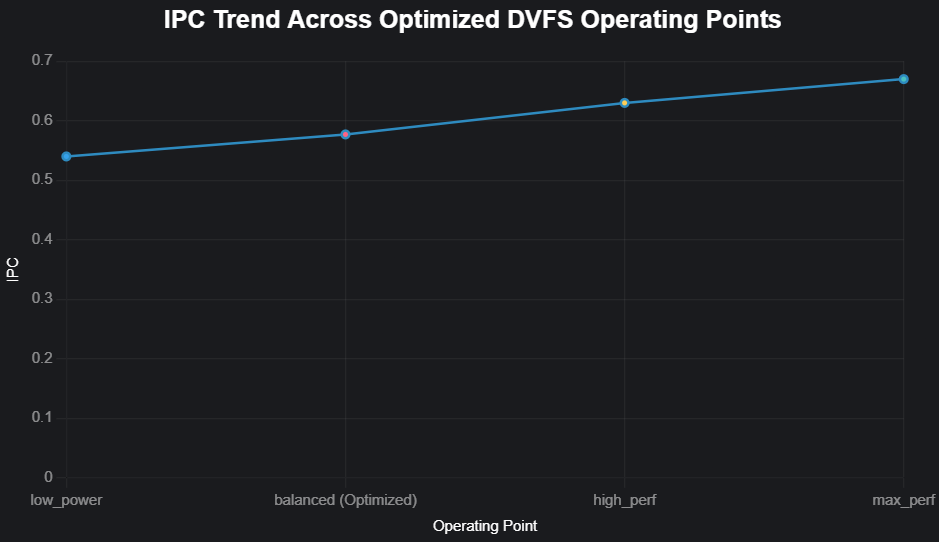 IPC Trend Across Optimized DVFS Operating Points
0.7
0.6
0.5
0.4
0.3
0.2
0.1
0
IPC
low_power balanced (Optimized) high_perf max_perf
Operating Point